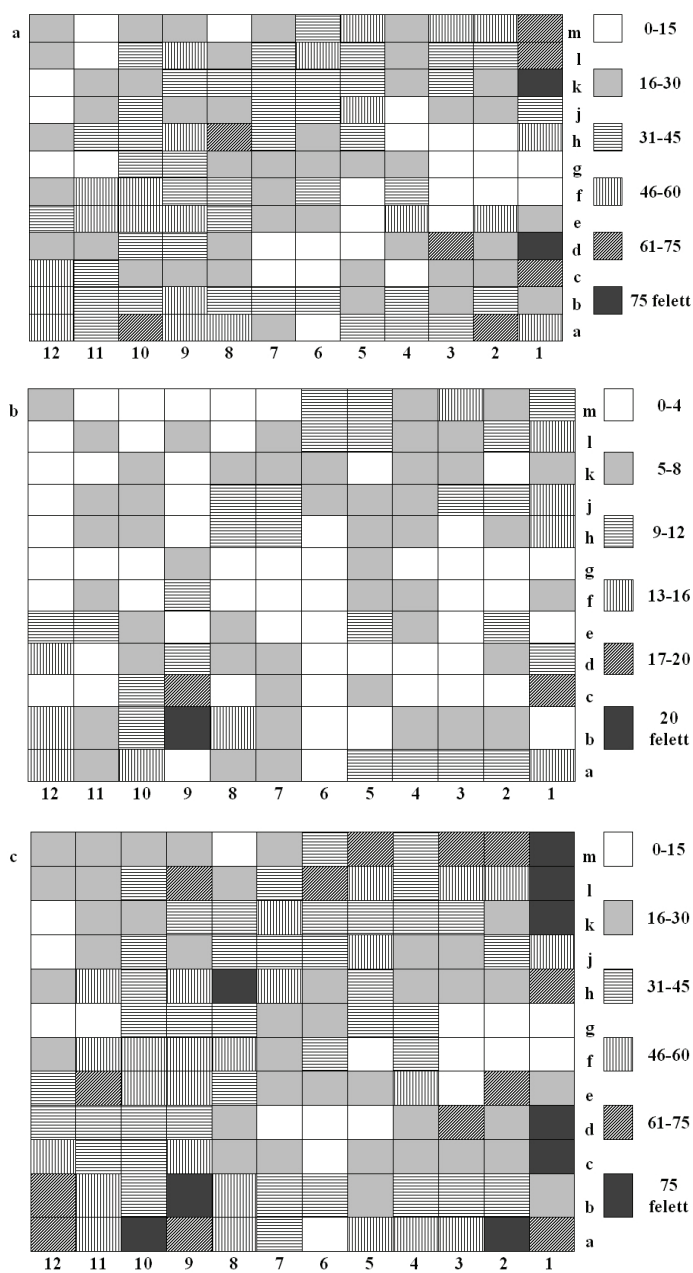 a
m 0-15
l
k 16-30
j
h 31-45
g
f 46-60
e
d 61-75
c
b 75 felett
a
12 11 10 9 8 7 6 5 4 3 2 1
b
m 0-4
l
k 5-8
j
h 9-12
g
f 13-16
e
d 17-20
c
b 20
felett
a
12 11 10 9 8 7 6 5 4 3 2 1
c
m 0-15
l
k 16-30
j
h 31-45
g
f 46-60
e
d 61-75
c
b 75
felett
a
12 11 10 9 8 7 6 5 4 3 2 1